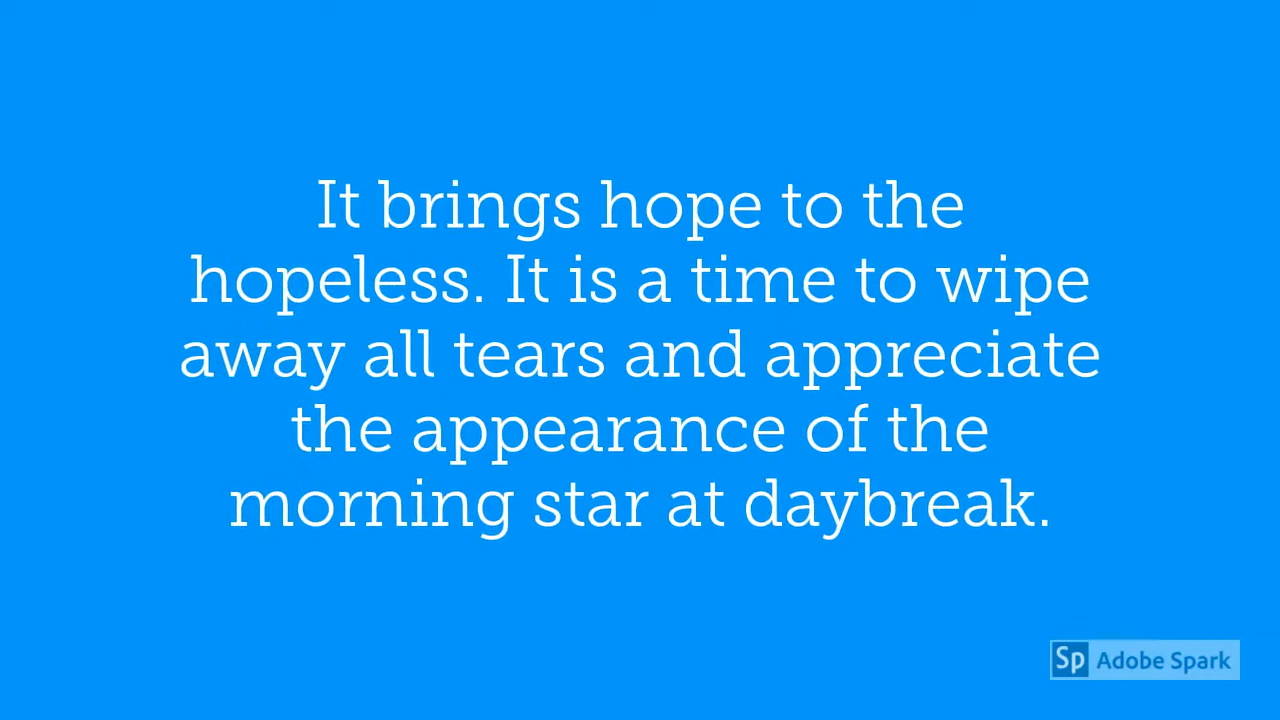 It brings hope to the
hopeless. It is a time to wipe
away all tears and appreciate
the appearance of the
morning star at daybreak.
Sp Adobe Spark